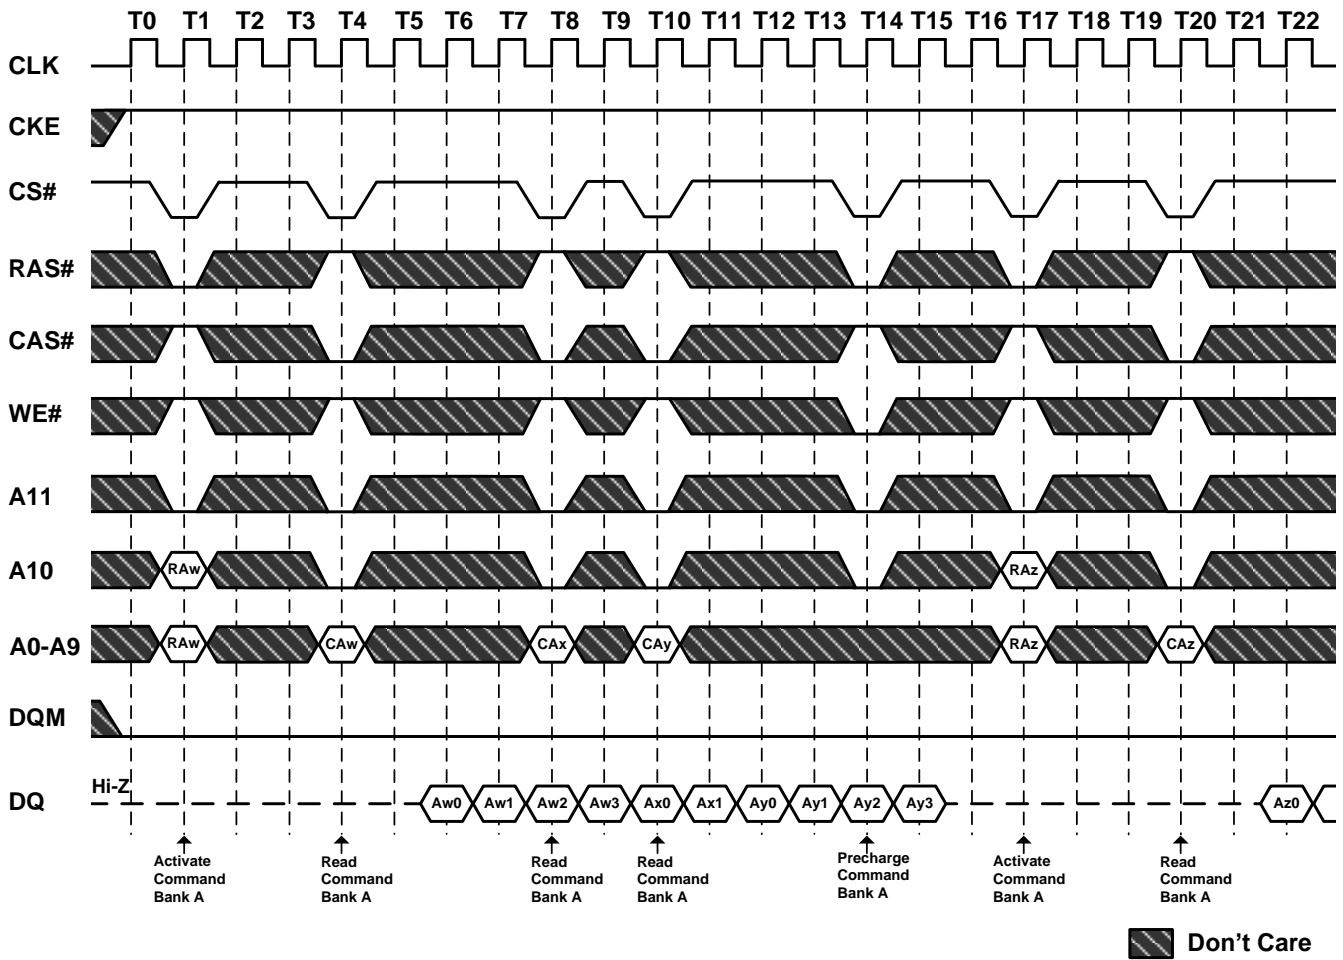 T0 T1 T2 T3 T4 T5 T6 T7 T8 T9 T10 T11 T12 T13 T14 T15 T16 T17 T18 T19 T20 T21 T22
CLK
CKE
CS#
RAS#
CAS#
WE#
A11
A10 RAw RAz
A0-A9 RAw CAw CAx CAy RAz CAz
DQM
Hi-Z
DQ Aw0 Aw1 Aw2 Aw3 Ax0 Ax1 Ay0 Ay1 Ay2 Ay3 Az0
Activate
Command
Bank A
Read
Command
Bank A
Read
Command
Bank A
Read
Command
Bank A
Precharge
Command
Bank A
Activate
Command
Bank A
Read
Command
Bank A
Don't Care